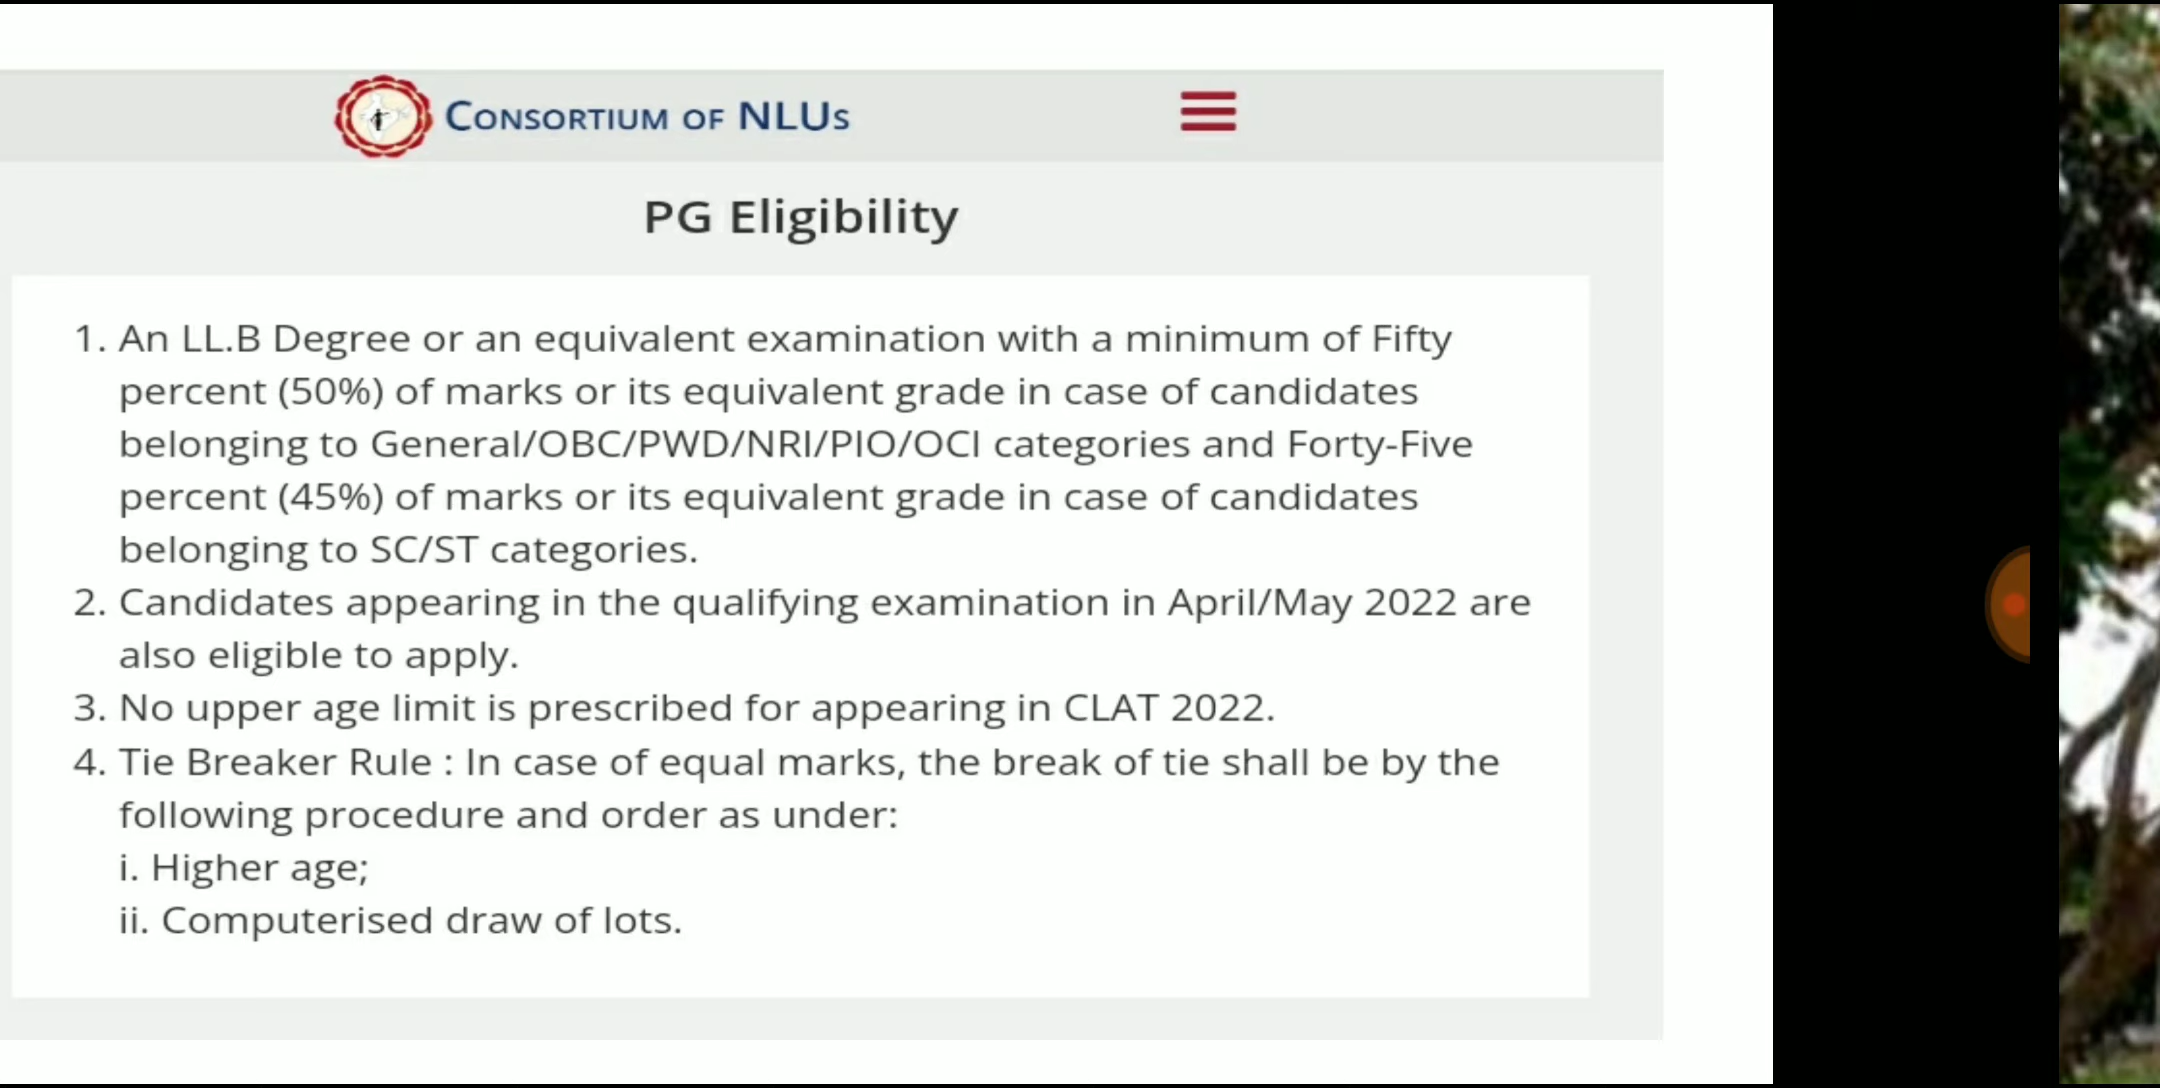 CONSORTIUM OF NLUS
PG Eligibility
1. An LL.B Degree or an equivalent examination with a minimum of Fifty
percent (50%) of marks or its equivalent grade in case of candidates
belonging to General/OBC/PWD/NRI/PIO/OCI categories and Forty-Five
percent (45%) of marks or its equivalent grade in case of candidates
belonging to SC/ST categories.
2. Candidates appearing in the qualifying examination in April/May 2022 are
also eligible to apply.
3. No upper age limit is prescribed for appearing in CLAT 2022.
4. Tie Breaker Rule : In case of equal marks, the break of tie shall be by the
following procedure and order as under:
i. Higher age;
ii. Computerised draw of lots.